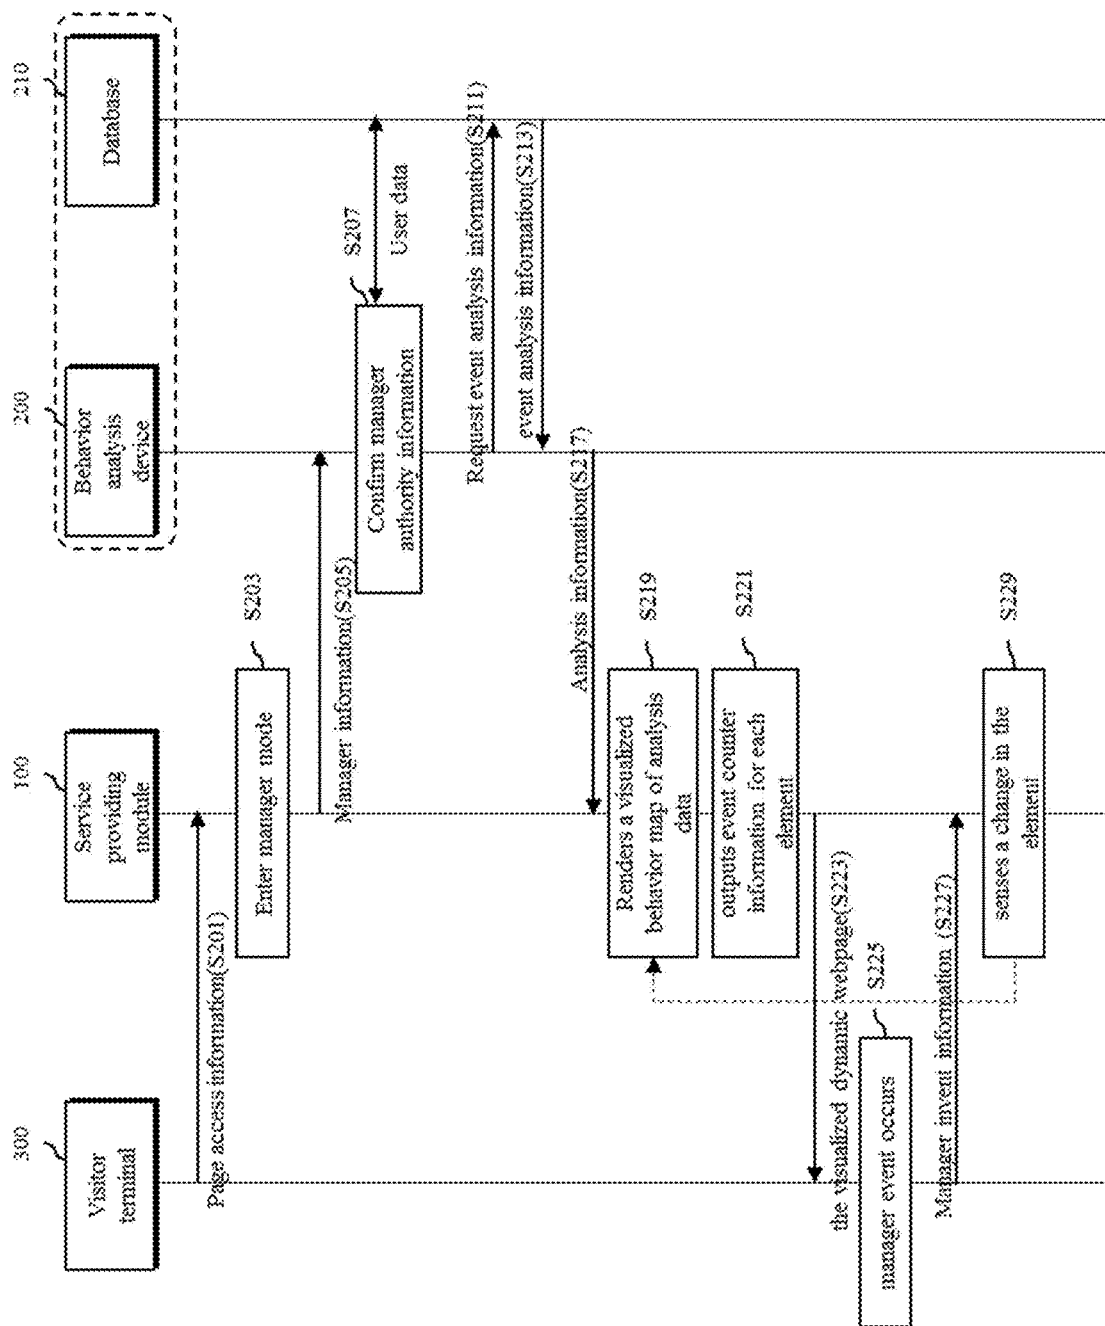 300
Visitor
terminal
100
Service
providing
module
200
Behavior
analysis
device
210
Database
Page access information(S201)
S203
Enter manager mode
Manager information(S205)
S207
Confirm manager
authority information
User data
Request event analysis information(S211)
event analysis information(S213)
Analysis information(S217)
S219
Renders a visualized
behavior map of analysis
data
S221
outputs event counter
information for each
element
the visualized dynamic webpage(S223)
S225
manager event occurs
Manager invent information (S227)
S229
senses a change in the
element